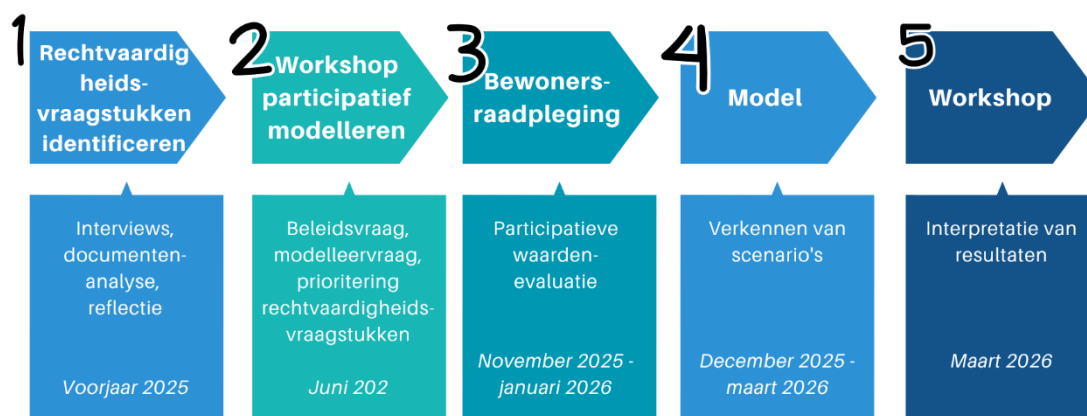 1
Rechtvaardig
heids-
vraagstukken
identificeren
2
Workshop
participatief
modelleren
3
Bewoners-
raadpleging
4
Model
5
Workshop
Interviews,
documenten-
analyse,
reflectie
Voorjaar 2025
Beleidsvraag,
modelleervraag,
prioritering
rechtvaardigheids-
vraagstukken
Juni 202
Participatieve
waarden-
evaluatie
November 2025 -
januari 2026
Verkennen van
scenario's
December 2025 -
maart 2026
Interpretatie van
resultaten
Maart 2026